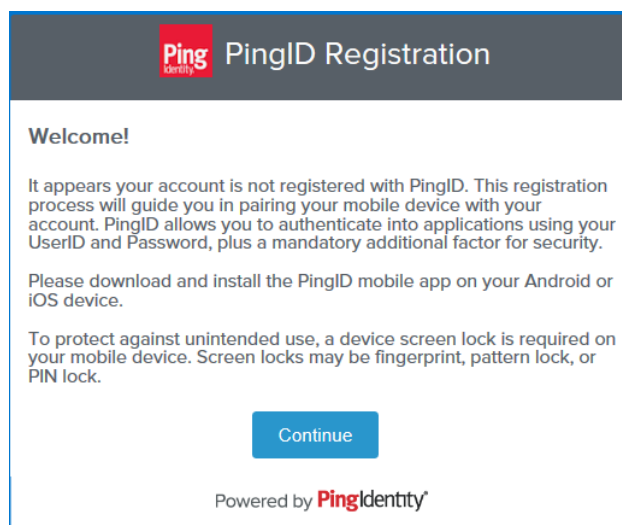 Ping
Identity.
PingID Registration
Welcome!
It appears your account is not registered with PingID. This registration
process will guide you in pairing your mobile device with your
account. PingID allows you to authenticate into applications using your
UserID and Password, plus a mandatory additional factor for security.
Please download and install the PingID mobile app on your Android or
iOS device.
To protect against unintended use, a device screen lock is required on
your mobile device. Screen locks may be fingerprint, pattern lock, or
PIN lock.
Continue
Powered by PingIdentity